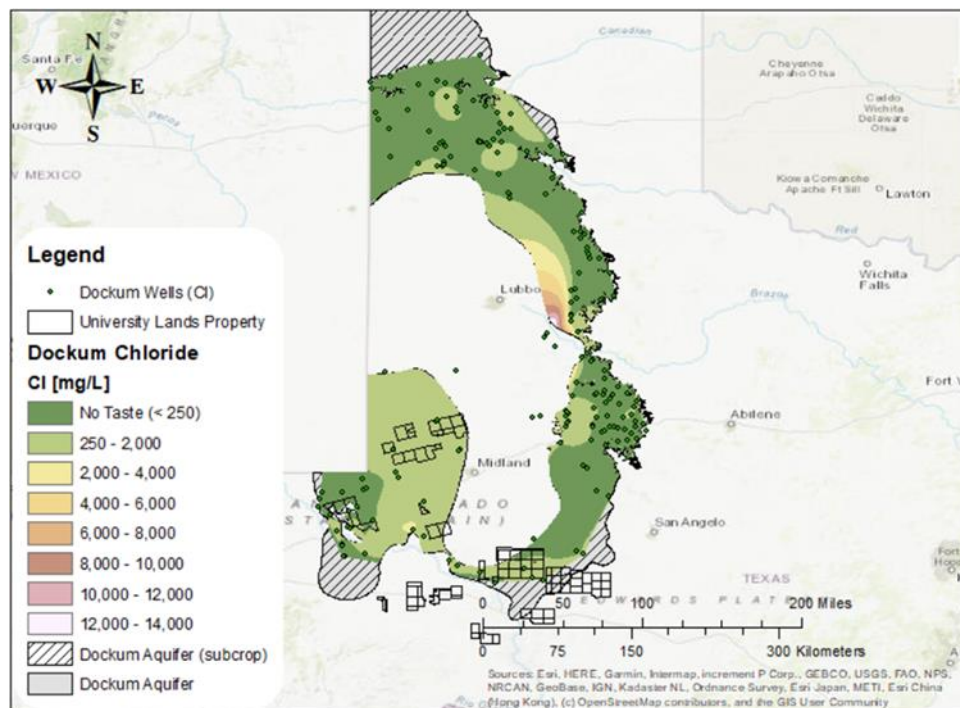 N
W E
S
Santa Fe
Pecos
querque
W MEXICO
Canadian
Cheyenne
Arapaho Otsa
Caddo
Wichita
Delaware
Otsa
Kiowa Comanche
Apache Ft Sill
Lawton
Red
Wichita
Falls
Lubbo
Brazos
Fort W
Abilene
Midland
San Angelo
TEXAS
EDWARDS PLAT
Fort
Hoo
Legend
Dockum Wells (Cl)
University Lands Property
Dockum Chloride
Cl [mg/L]
No Taste (< 250)
250 - 2,000
2,000 - 4,000
4,000 - 6,000
6,000 - 8,000
8,000 - 10,000
10,000 - 12,000
12,000 - 14,000
Dockum Aquifer (subcrop)
Dockum Aquifer
0 50 100 200 Miles
0 75 150 300 Kilometers
Sources: Esri, HERE, Garmin, Intermap, increment P Corp., GEBCO, USGS, FAO, NPS,
NRCAN, GeoBase, IGN, Kadaster NL, Ordnance Survey, Esri Japan, METI, Esri China
(Hong Kong), (c) OpenStreetMap contributors, and the GIS User Community